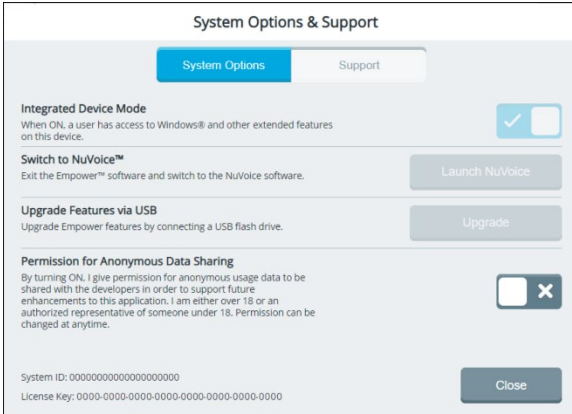 System Options & Support
System Options
Support
Integrated Device Mode
When ON, a user has access to Windows® and other extended features
on this device.
Switch to NuVoice™
Exit the Empower™ software and switch to the NuVoice software.
Launch NuVoice
Upgrade Features via USB
Upgrade Empower features by connecting a USB flash drive.
Upgrade
Permission for Anonymous Data Sharing
By turning ON, I give permission for anonymous usage data to be
shared with the developers in order to support future
enhancements to this application. I am either over 18 or an
authorized representative of someone under 18. Permission can be
changed at anytime.
System ID: 00000000000000000000
License Key: 0000-0000-0000-0000-0000-0000-0000-0000
Close